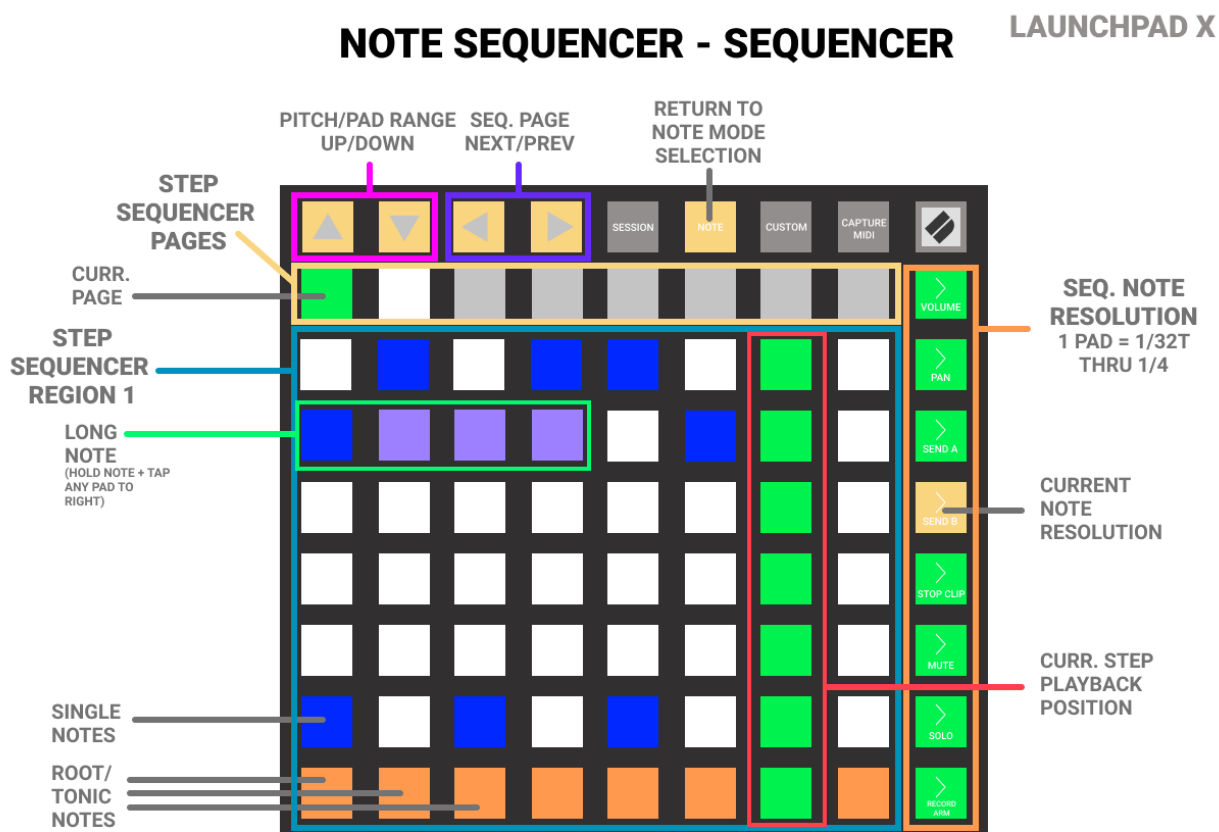 NOTE SEQUENCER - SEQUENCER
LAUNCHPAD X
PITCH/PAD RANGE
UP/DOWN
SEQ. PAGE
NEXT/PREV
RETURN TO
NOTE MODE
SELECTION
STEP
SEQUENCER
PAGES
SESSION
NOTE
CUSTOM
CAPTURE
MIDI
CURR.
PAGE
VOLUME
SEQ. NOTE
RESOLUTION
1 PAD = 1/32T
THRU 1/4
STEP
SEQUENCER
REGION 1
PAN
LONG
NOTE
(HOLD NOTE + TAP
ANY PAD TO
RIGHT)
SEND A
SEND B
CURRENT
NOTE
RESOLUTION
STOP CLIP
MUTE
CURR. STEP
PLAYBACK
POSITION
SINGLE
NOTES
SOLO
ROOT/
TONIC
NOTES
RECORD
ARM